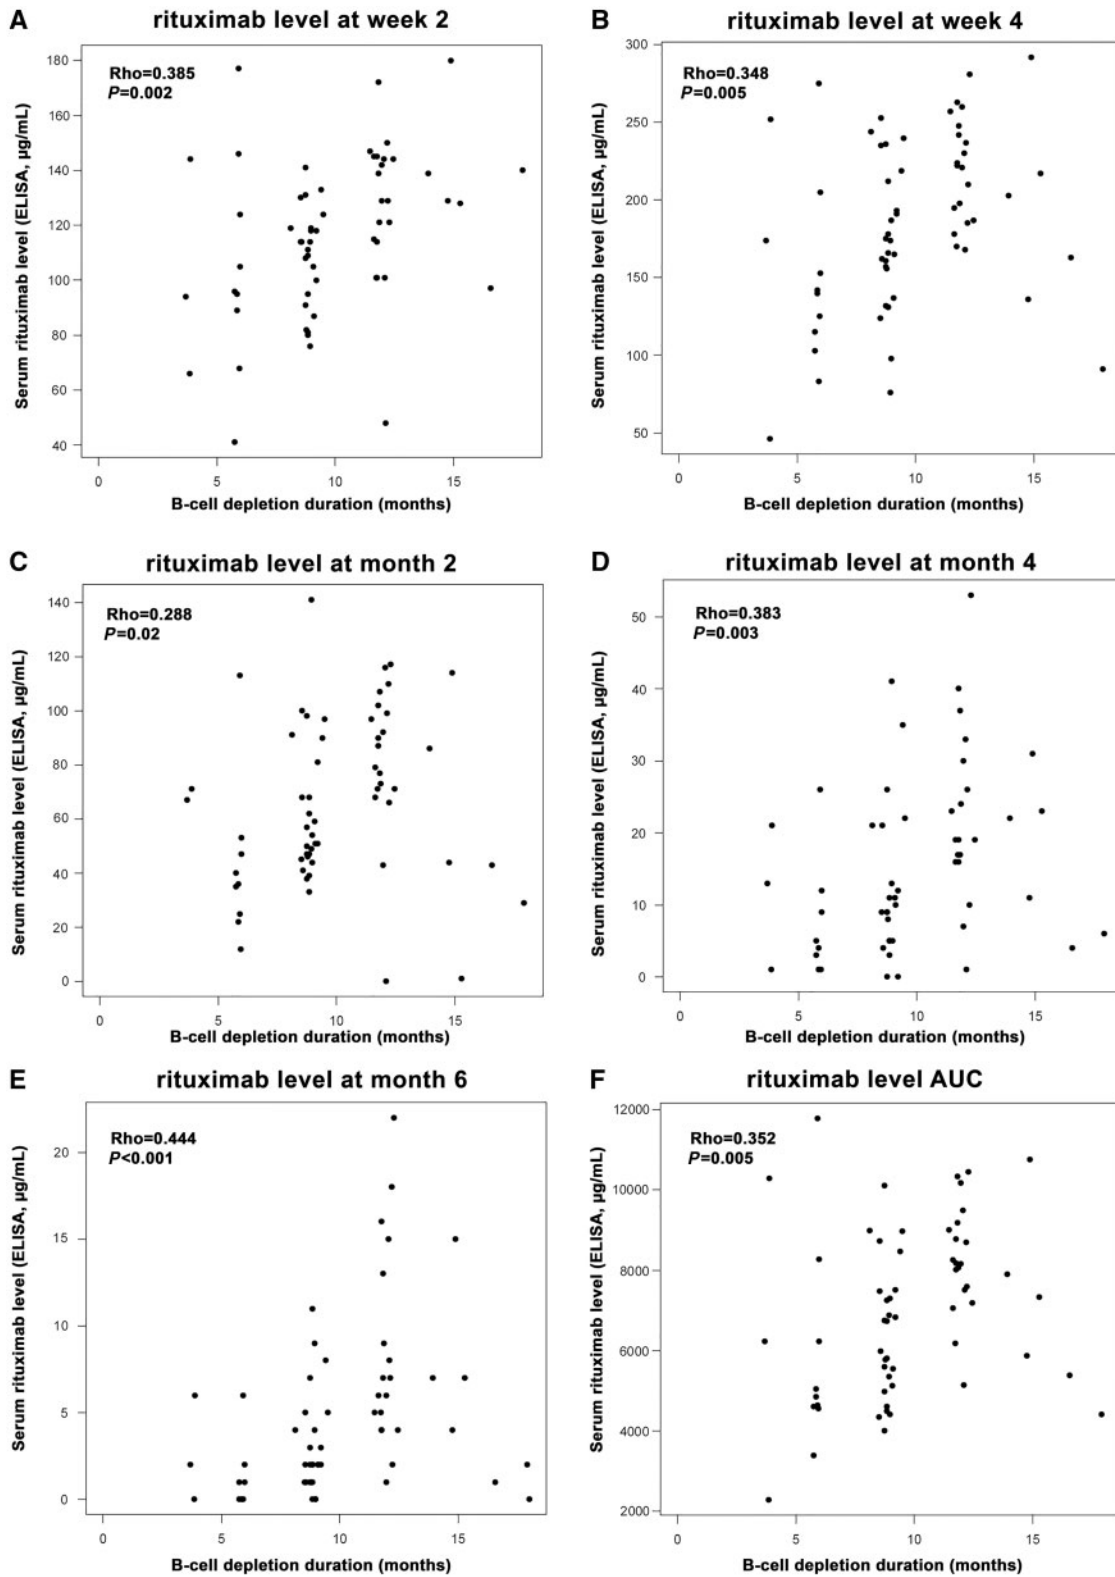 A
rituximab level at week 2
Rho=0.385
P=0.002
Serum rituximab level (ELISA, µg/mL)
180
160
140
120
100
80
60
40
0
5
10
15
B-cell depletion duration (months)
B
rituximab level at week 4
Rho=0.348
P=0.005
Serum rituximab level (ELISA, µg/mL)
300
250
200
150
100
50
0
5
10
15
B-cell depletion duration (months)
C
rituximab level at month 2
Rho=0.288
P=0.02
Serum rituximab level (ELISA, µg/mL)
140
120
100
80
60
40
20
0
0
5
10
15
B-cell depletion duration (months)
D
rituximab level at month 4
Rho=0.383
P=0.003
Serum rituximab level (ELISA, µg/mL)
50
40
30
20
10
0
0
5
10
15
B-cell depletion duration (months)
E
rituximab level at month 6
Rho=0.444
P<0.001
Serum rituximab level (ELISA, µg/mL)
20
15
10
5
0
0
5
10
15
B-cell depletion duration (months)
F
rituximab level AUC
Rho=0.352
P=0.005
Serum rituximab level (ELISA, µg/mL)
12000
10000
8000
6000
4000
2000
0
5
10
15
B-cell depletion duration (months)